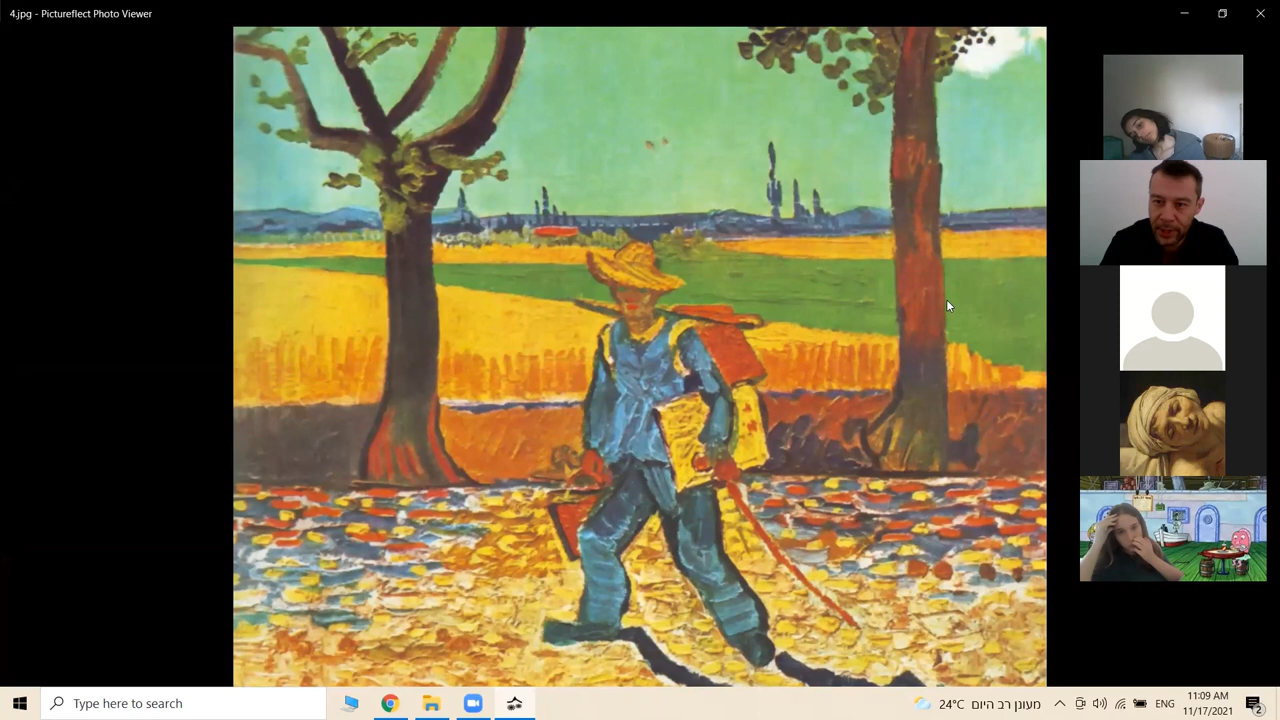 4.jpg - Pictureflect Photo Viewer
Type here to search
24°C מעונן רב היום
ENG
11:09 AM
11/17/2021
2